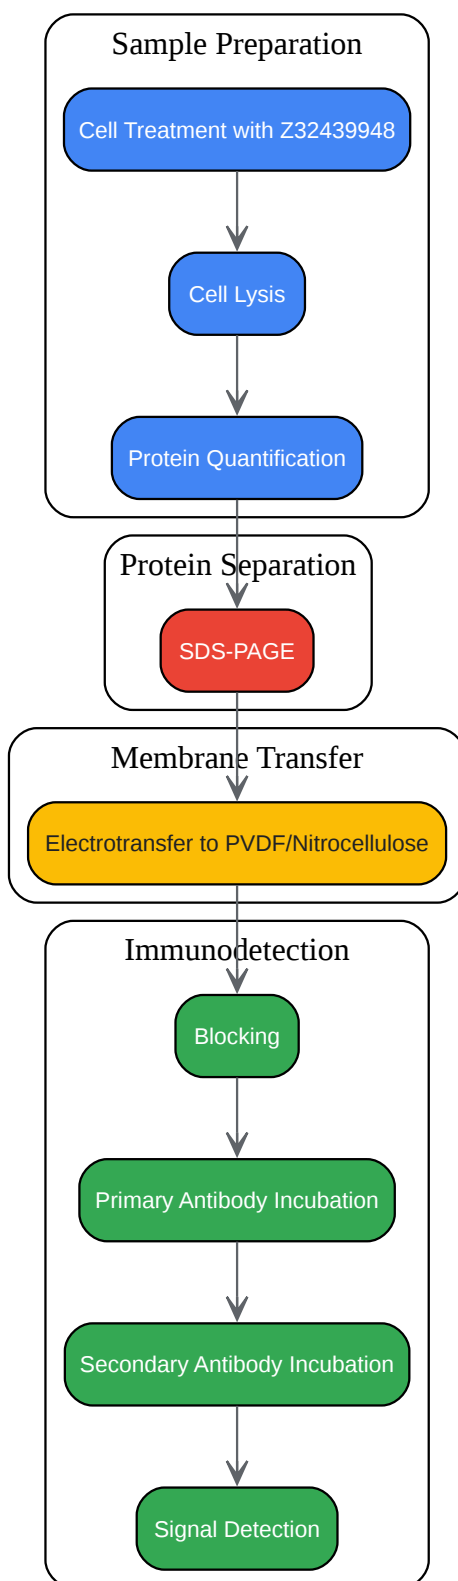 Sample Preparation
Cell Treatment with Z32439948
Cell Lysis
Protein Quantification
Protein Separation
SDS-PAGE
Membrane Transfer
Electrotransfer to PVDF/Nitrocellulose
Immunodetection
Blocking
Primary Antibody Incubation
Secondary Antibody Incubation
Signal Detection